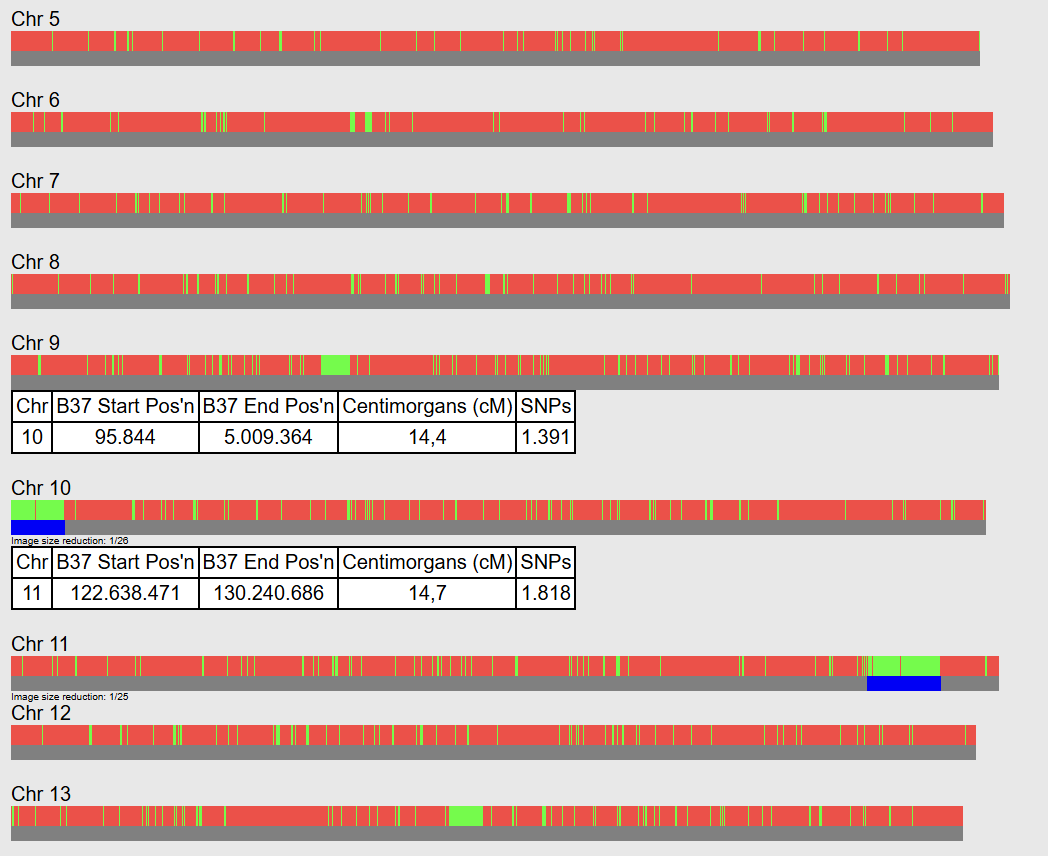 Chr 5
Chr 6
Chr 7
Chr 8
Chr 9
Chr B37 Start Pos'n B37 End Pos'n Centimorgans (cM) SNPs
10 95.844 5.009.364 14,4 1.391
Chr 10
Image size reduction: 1/26
Chr B37 Start Pos'n B37 End Pos'n Centimorgans (cM) SNPs
11 122.638.471 130.240.686 14,7 1.818
Chr 11
Image size reduction: 1/25
Chr 12
Chr 13